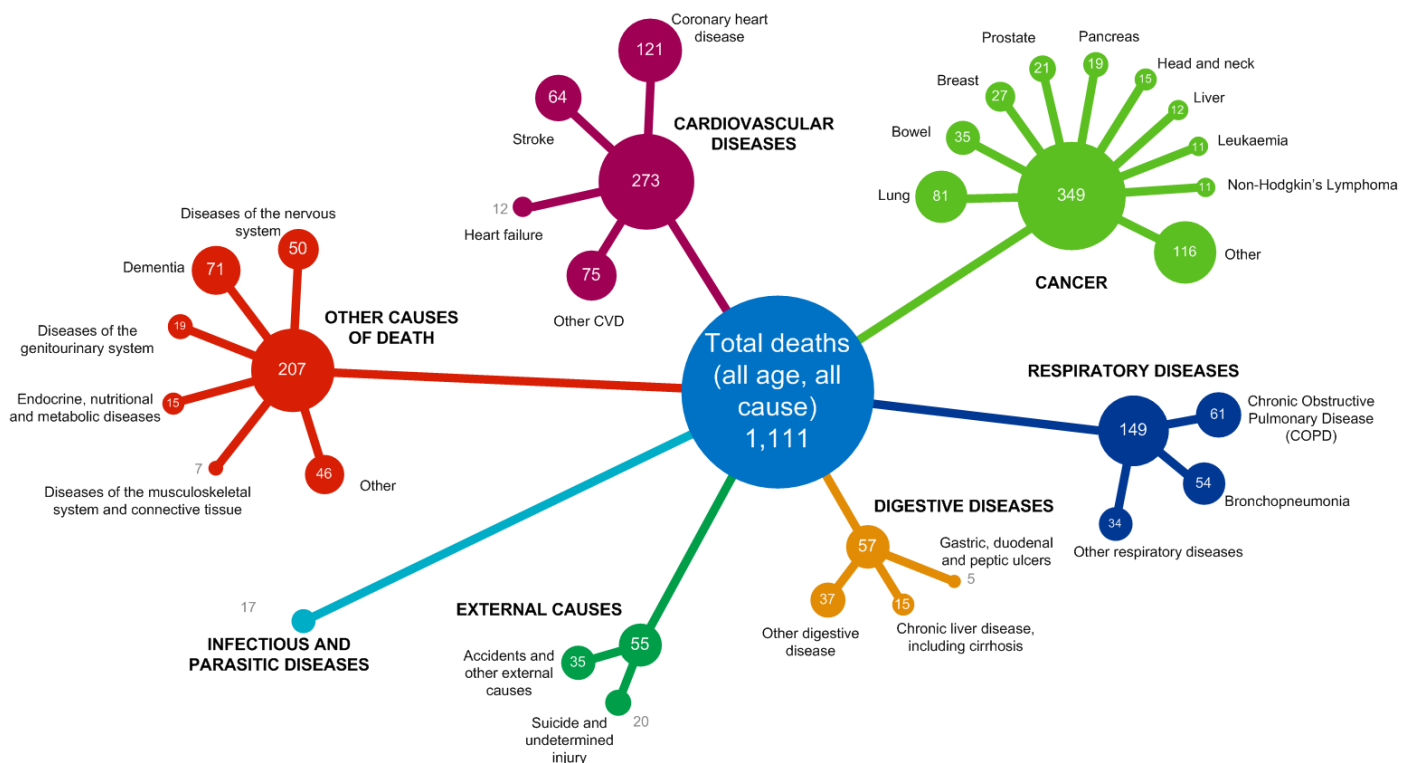 Total deaths
(all age, all
cause)
1,111
CARDIOVASCULAR
DISEASES
273
Coronary heart
disease
121
64
Stroke
12
Heart failure
75
Other CVD
CANCER
349
Prostate
21
Pancreas
19
Head and neck
15
Breast
27
Liver
12
Bowel
35
Leukaemia
11
Lung
81
Non-Hodgkin's Lymphoma
11
116
Other
OTHER CAUSES
OF DEATH
207
Diseases of the nervous
system
50
Dementia
71
Diseases of the
genitourinary system
19
Endocrine, nutritional
and metabolic diseases
15
7
Diseases of the musculoskeletal
system and connective tissue
46
Other
RESPIRATORY DISEASES
149
61
Chronic Obstructive
Pulmonary Disease
(COPD)
54
Bronchopneumonia
34
Other respiratory diseases
DIGESTIVE DISEASES
57
Gastric, duodenal
and peptic ulcers
5
37
Other digestive
disease
15
Chronic liver disease,
including cirrhosis
EXTERNAL CAUSES
55
Accidents and
other external
causes
35
20
Suicide and
undetermined
injury
17
INFECTIOUS AND
PARASITIC DISEASES